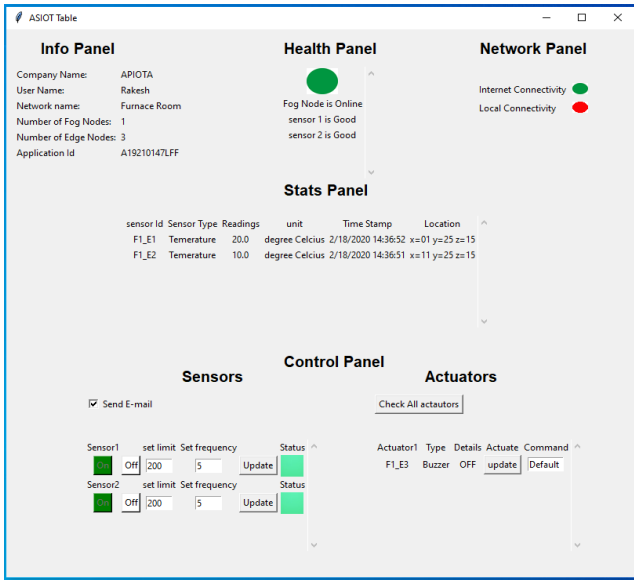 ASIOT Table
Info Panel
Company Name: APIOTA
User Name: Rakesh
Network name: Furnace Room
Number of Fog Nodes: 1
Number of Edge Nodes: 3
Application Id A19210147LFF
Health Panel
Fog Node is Online
sensor 1 is Good
sensor 2 is Good
Network Panel
Internet Connectivity
Local Connectivity
Stats Panel
sensor Id Sensor Type Readings unit Time Stamp Location
F1_E1 Temerature 20.0 degree Celcius 2/18/2020 14:36:52 x=01 y=25 z=15
F1_E2 Temerature 10.0 degree Celcius 2/18/2020 14:36:51 x=11 y=25 z=15
Control Panel
Sensors
Send E-mail
Sensor1 set limit Set frequency Status
On Off 200 5 Update
Sensor2 set limit Set frequency Status
On Off 200 5 Update
Actuators
Check All actautors
Actuator1 Type Details Actuate Command
F1_E3 Buzzer OFF update Default